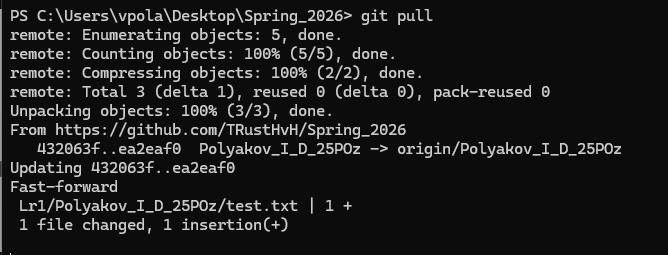 PS C:\Users\vpola\Desktop\Spring_2026> git pull
remote: Enumerating objects: 5, done.
remote: Counting objects: 100% (5/5), done.
remote: Compressing objects: 100% (2/2), done.
remote: Total 3 (delta 1), reused 0 (delta 0), pack-reused 0
Unpacking objects: 100% (3/3), done.
From https://github.com/TRustHvH/Spring_2026
   432063f..ea2eaf0  Polyakov_I_D_25POz -> origin/Polyakov_I_D_25POz
Updating 432063f..ea2eaf0
Fast-forward
 Lr1/Polyakov_I_D_25POz/test.txt | 1 +
 1 file changed, 1 insertion(+)